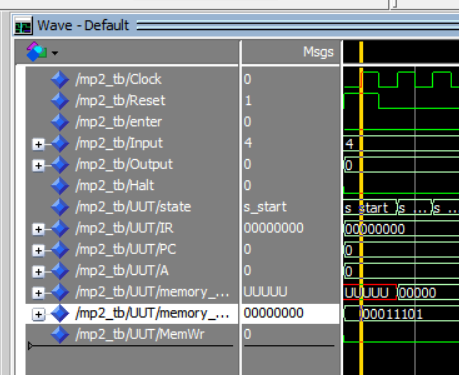 Wave - Default
Msgs
/mp2_tb/Clock 0
/mp2_tb/Reset 1
/mp2_tb/enter 0
/mp2_tb/Input 4 4
/mp2_tb/Output 0 0
/mp2_tb/Halt 0
/mp2_tb/UUT/state s_start s_start s_... s_...
/mp2_tb/UUT/IR 00000000 00000000
/mp2_tb/UUT/PC 0 0
/mp2_tb/UUT/A 0 0
/mp2_tb/UUT/memory_... UUUUU UUUUU 00000
/mp2_tb/UUT/memory_... 00000000 00011101
/mp2_tb/UUT/MemWr 0